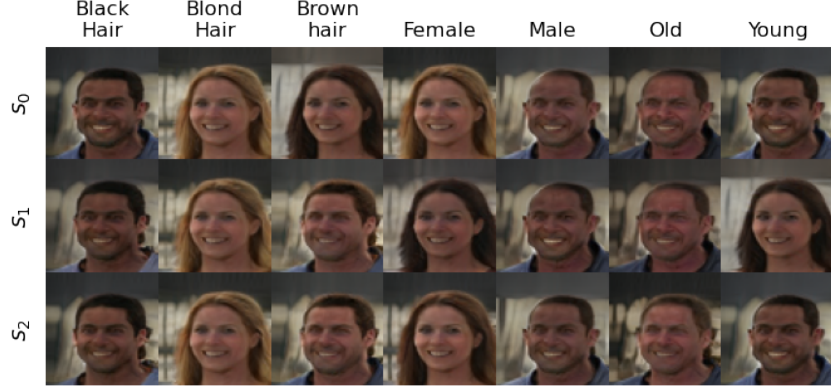 Black Hair
Blond Hair
Brown hair
Female
Male
Old
Young
S0
S1
S2